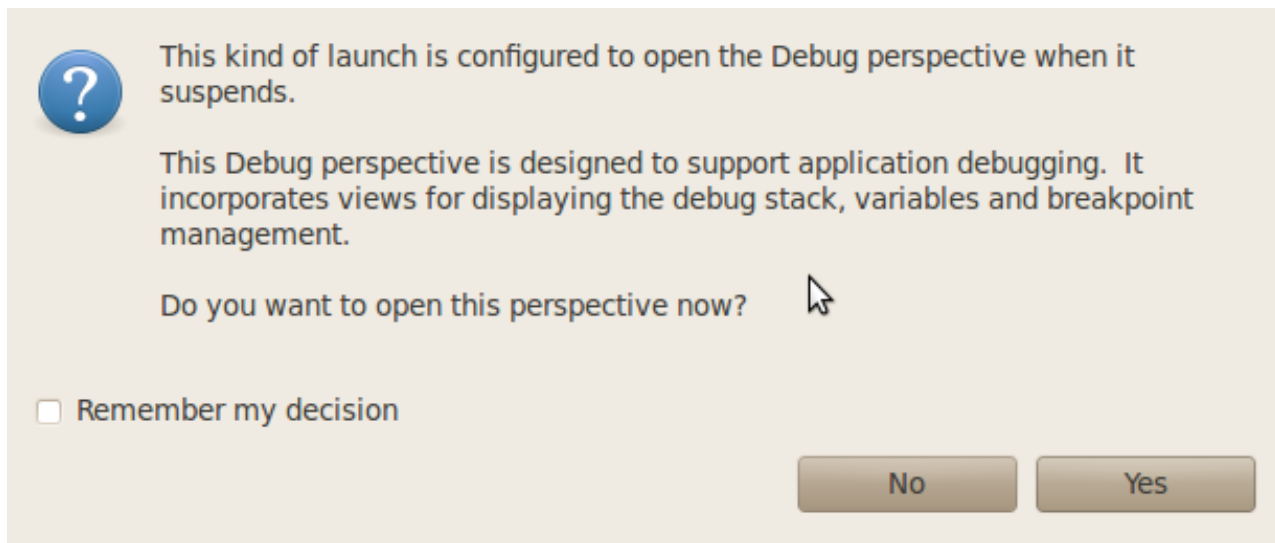 This kind of launch is configured to open the Debug perspective when it
suspends.
This Debug perspective is designed to support application debugging.  It
incorporates views for displaying the debug stack, variables and breakpoint
management.
Do you want to open this perspective now?
Remember my decision
No
Yes